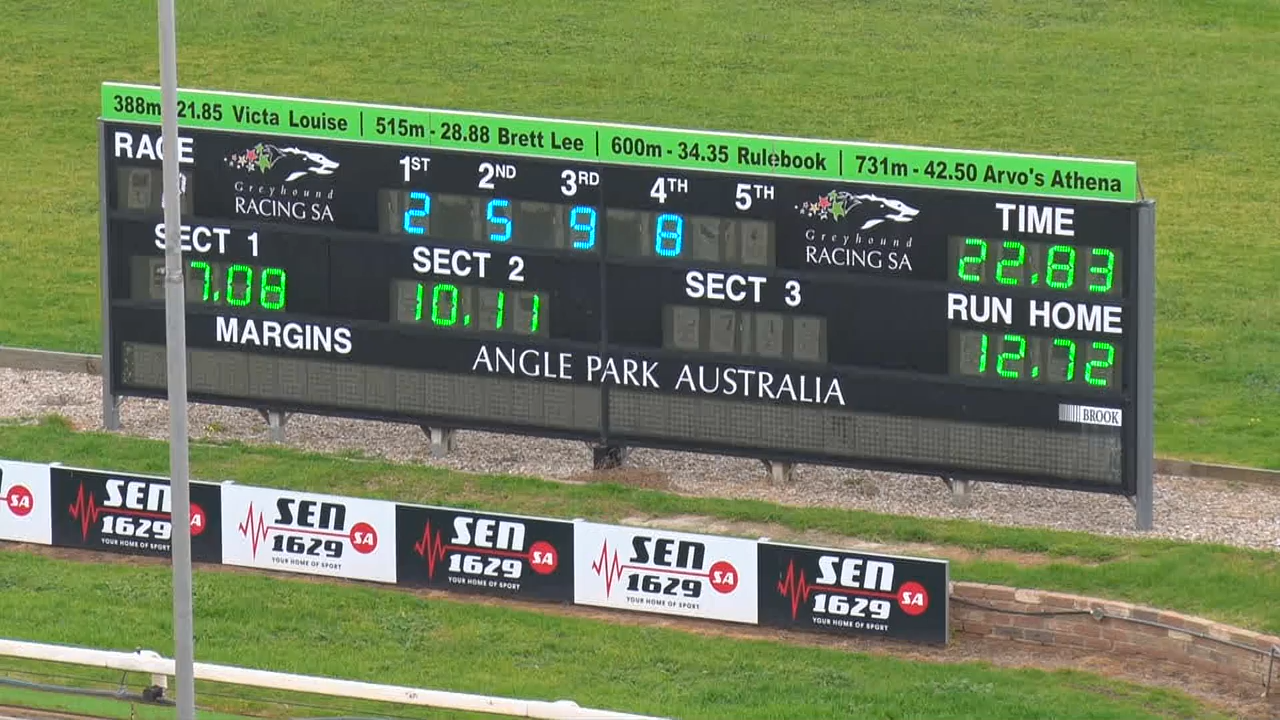 388m 21.85 Victa Louise | 515m - 28.88 Brett Lee | 600m - 34.35 Rulebook | 731m - 42.50 Arvo's Athena
RACE
Greyhound
RACING SA
1ST 2ND 3RD 4TH 5TH
2 5 9 8
Greyhound
RACING SA
TIME
22.83
SECT 1
7.08
SECT 2
10.11
SECT 3
RUN HOME
12.72
MARGINS
ANGLE PARK AUSTRALIA
BROOK
SA
SEN
1629 A
YOUR HOME OF SPORT
SEN
1629 SA
YOUR HOME OF SPORT
SEN
1629 SA
YOUR HOME OF SPORT
SEN
1629 SA
YOUR HOME OF SPORT
SEN
1629 SA
YOUR HOME OF SPORT